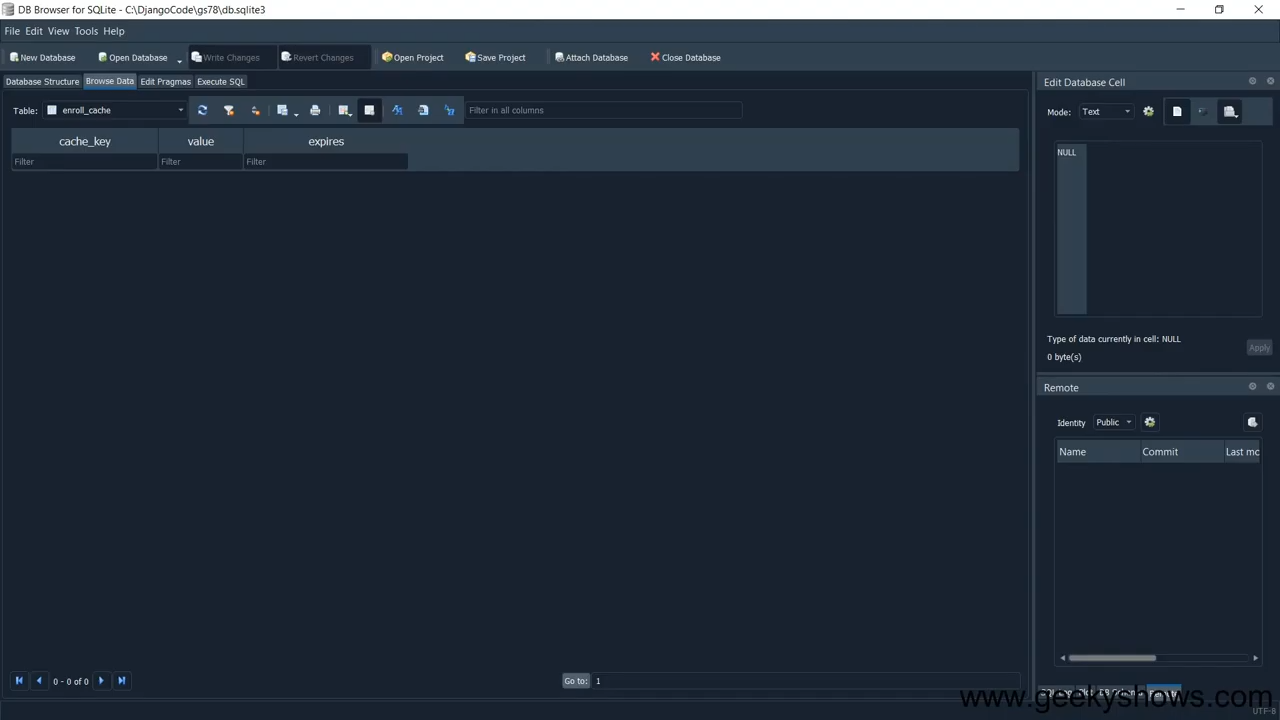 DB Browser for SQLite - C:\DjangoCode\gs78\db.sqlite3
File Edit View Tools Help
New Database Open Database Write Changes Revert Changes Open Project Save Project Attach Database Close Database
Database Structure Browse Data Edit Pragmas Execute SQL
Table: enroll_cache Filter in all columns
cache_key value expires
Filter Filter Filter
0 - 0 of 0 Go to: 1
Edit Database Cell
Mode: Text
NULL
Type of data currently in cell: NULL
0 byte(s)
Apply
Remote
Identity Public
Name Commit Last mo
www.geekyshows.com
UTF-8